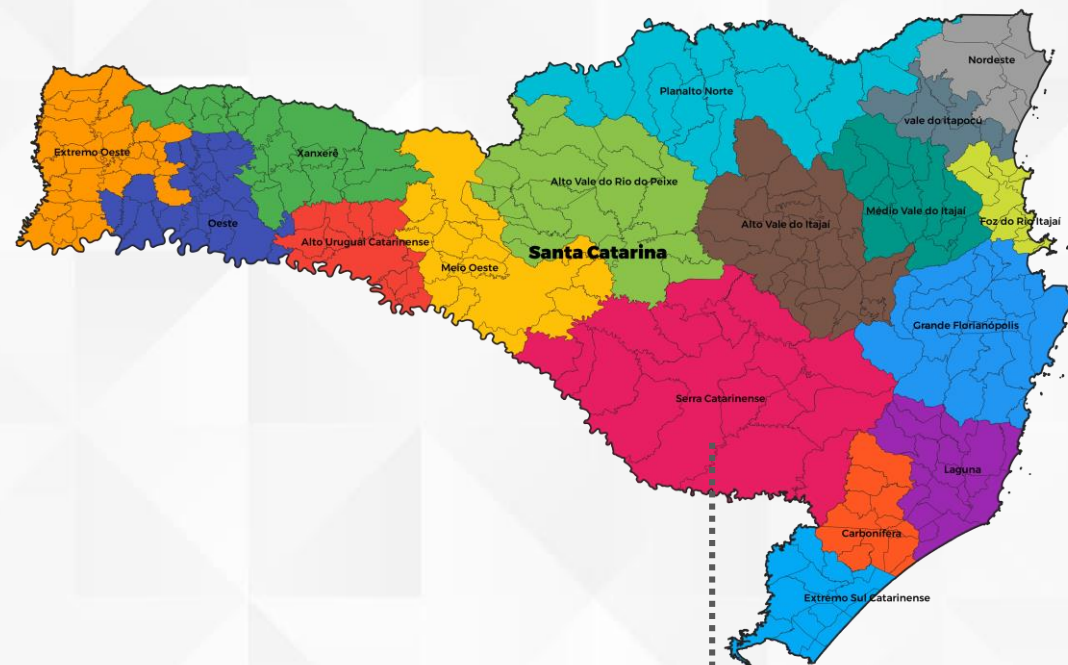 Nordeste
Planalto Norte
vale do Itapocú
Extremo Oeste
Xanxerê
Alto Vale do Rio do Peixe
Médio Vale do Itajaí
Oeste
Alto Vale do Itajaí
Foz do Rio Itajaí
Alto Uruguai Catarinense
Santa Catarina
Meio Oeste
Grande Florianópolis
Serra Catarinense
Laguna
Carbonífera
Extremo Sul Catarinense